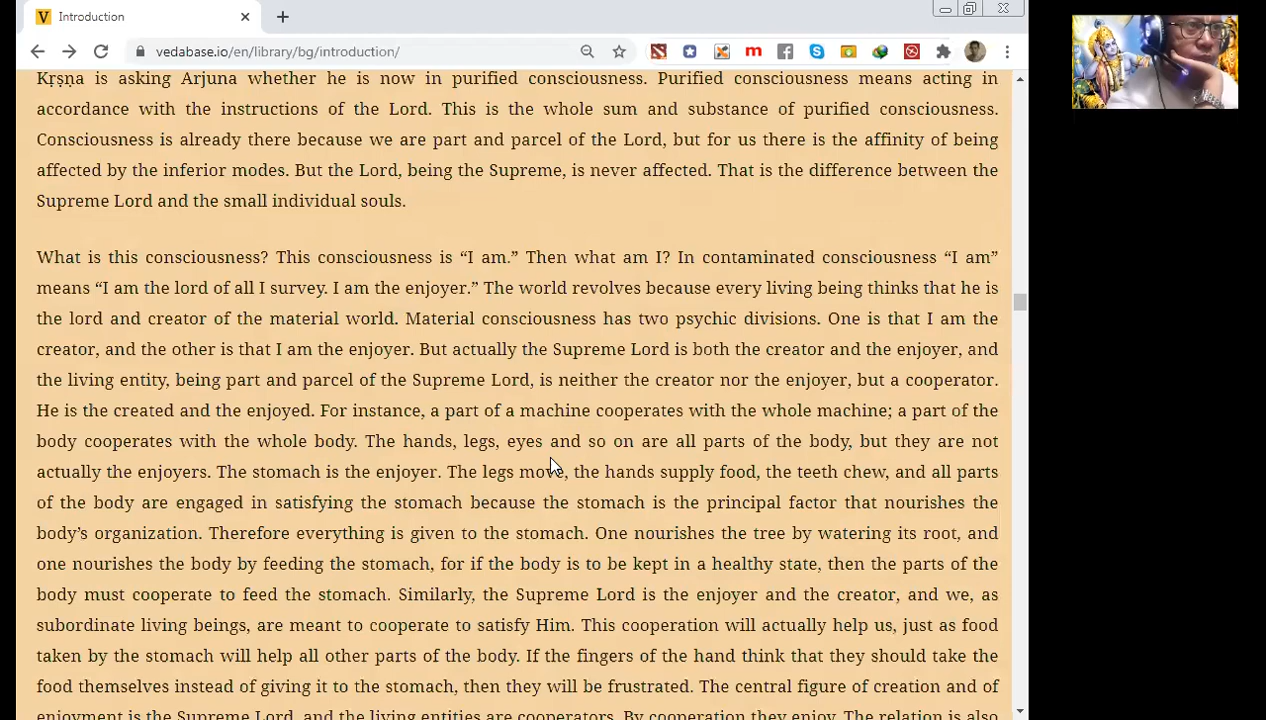 Introduction
vedabase.io/en/library/bg/introduction/
Kṛṣṇa is asking Arjuna whether he is now in purified consciousness. Purified consciousness means acting in
accordance with the instructions of the Lord. This is the whole sum and substance of purified consciousness.
Consciousness is already there because we are part and parcel of the Lord, but for us there is the affinity of being
affected by the inferior modes. But the Lord, being the Supreme, is never affected. That is the difference between the
Supreme Lord and the small individual souls.
What is this consciousness? This consciousness is “I am.” Then what am I? In contaminated consciousness “I am”
means “I am the lord of all I survey. I am the enjoyer.” The world revolves because every living being thinks that he is
the lord and creator of the material world. Material consciousness has two psychic divisions. One is that I am the
creator, and the other is that I am the enjoyer. But actually the Supreme Lord is both the creator and the enjoyer, and
the living entity, being part and parcel of the Supreme Lord, is neither the creator nor the enjoyer, but a cooperator.
He is the created and the enjoyed. For instance, a part of a machine cooperates with the whole machine; a part of the
body cooperates with the whole body. The hands, legs, eyes and so on are all parts of the body, but they are not
actually the enjoyers. The stomach is the enjoyer. The legs move, the hands supply food, the teeth chew, and all parts
of the body are engaged in satisfying the stomach because the stomach is the principal factor that nourishes the
body’s organization. Therefore everything is given to the stomach. One nourishes the tree by watering its root, and
one nourishes the body by feeding the stomach, for if the body is to be kept in a healthy state, then the parts of the
body must cooperate to feed the stomach. Similarly, the Supreme Lord is the enjoyer and the creator, and we, as
subordinate living beings, are meant to cooperate to satisfy Him. This cooperation will actually help us, just as food
taken by the stomach will help all other parts of the body. If the fingers of the hand think that they should take the
food themselves instead of giving it to the stomach, then they will be frustrated. The central figure of creation and of
enjoyment is the Supreme Lord, and the living entities are cooperators. By cooperation they enjoy. The relation is also